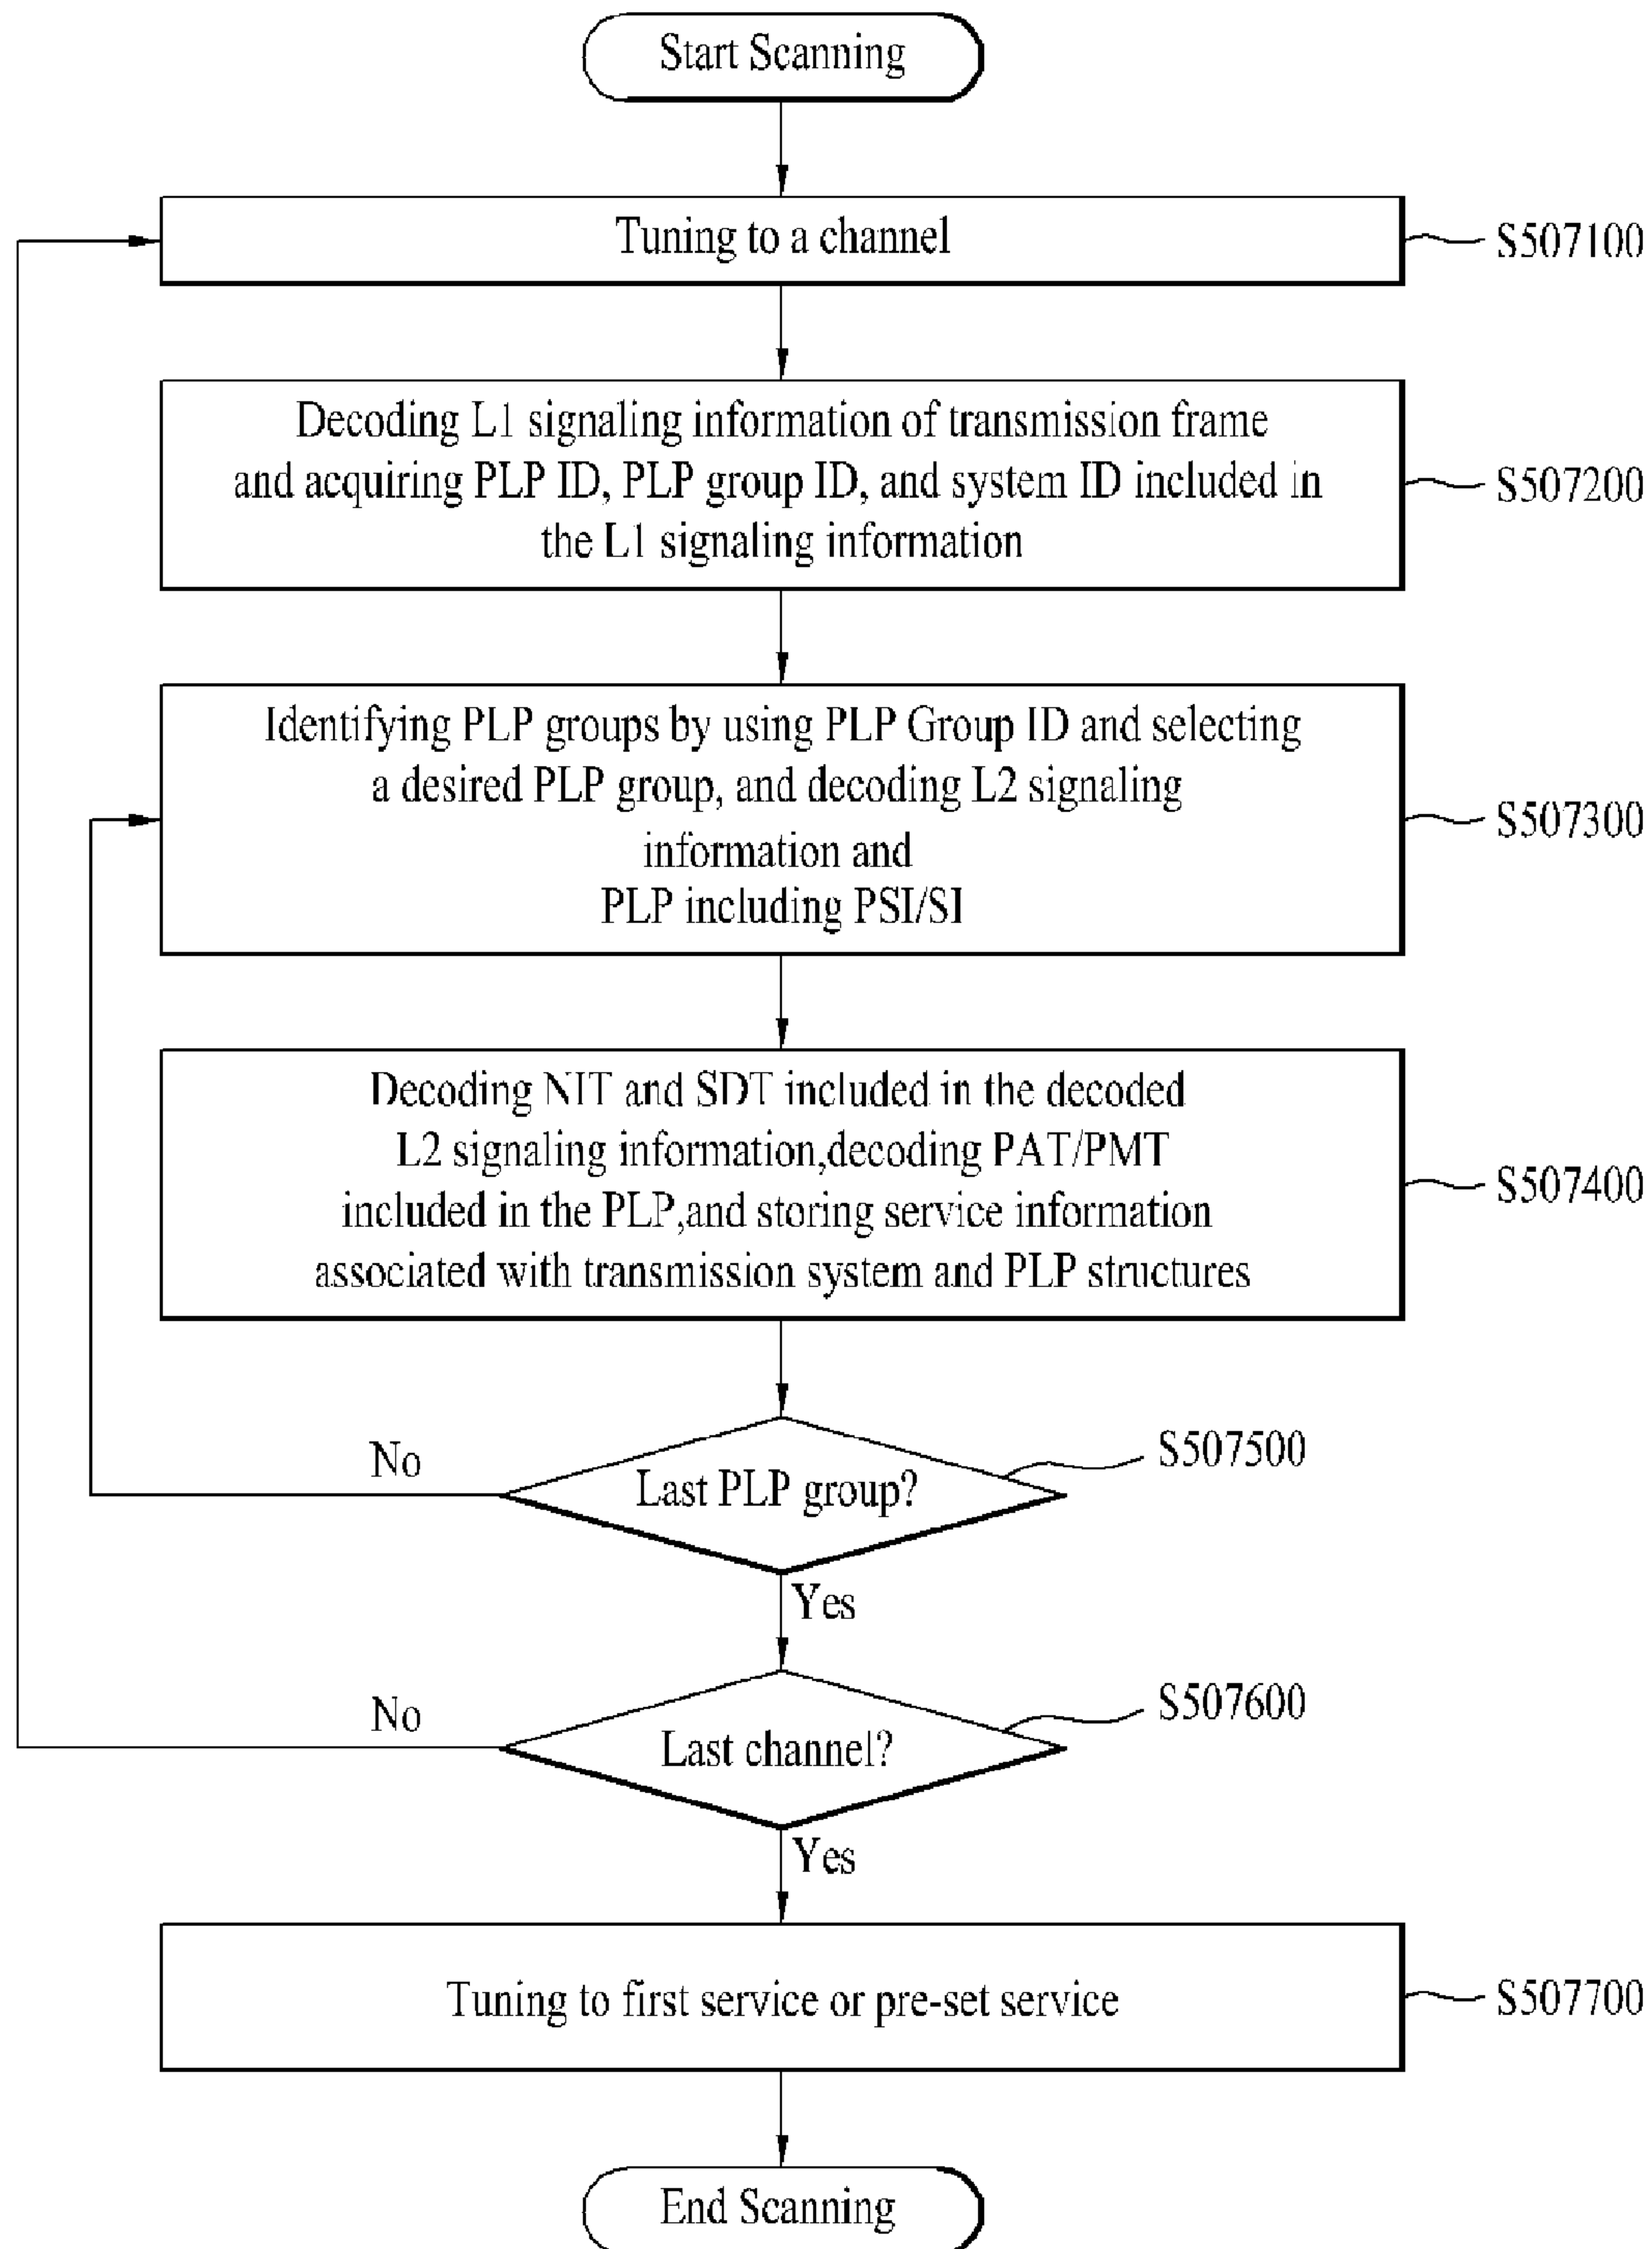 Start Scanning
Tuning to a channel
S507100
Decoding L1 signaling information of transmission frame
and acquiring PLP ID, PLP group ID, and system ID included in
the L1 signaling information
S507200
Identifying PLP groups by using PLP Group ID and selecting
a desired PLP group, and decoding L2 signaling
information and
PLP including PSI/SI
S507300
Decoding NIT and SDT included in the decoded
L2 signaling information,decoding PAT/PMT
included in the PLP,and storing service information
associated with transmission system and PLP structures
S507400
No
Last PLP group?
S507500
Yes
No
Last channel?
S507600
Yes
Tuning to first service or pre-set service
S507700
End Scanning